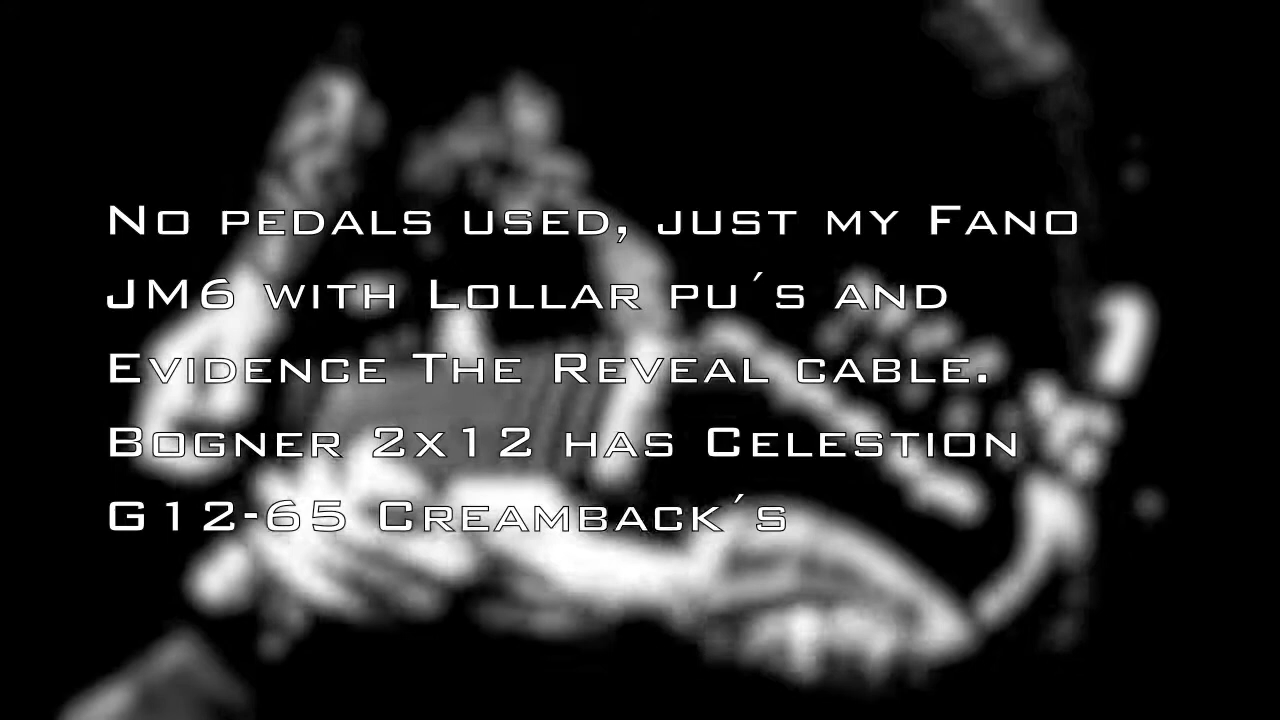 No pedals used, just my Fano
JM6 with Lollar pu´s and
Evidence The Reveal cable.
Bogner 2x12 has Celestion
G12-65 Creamback´s